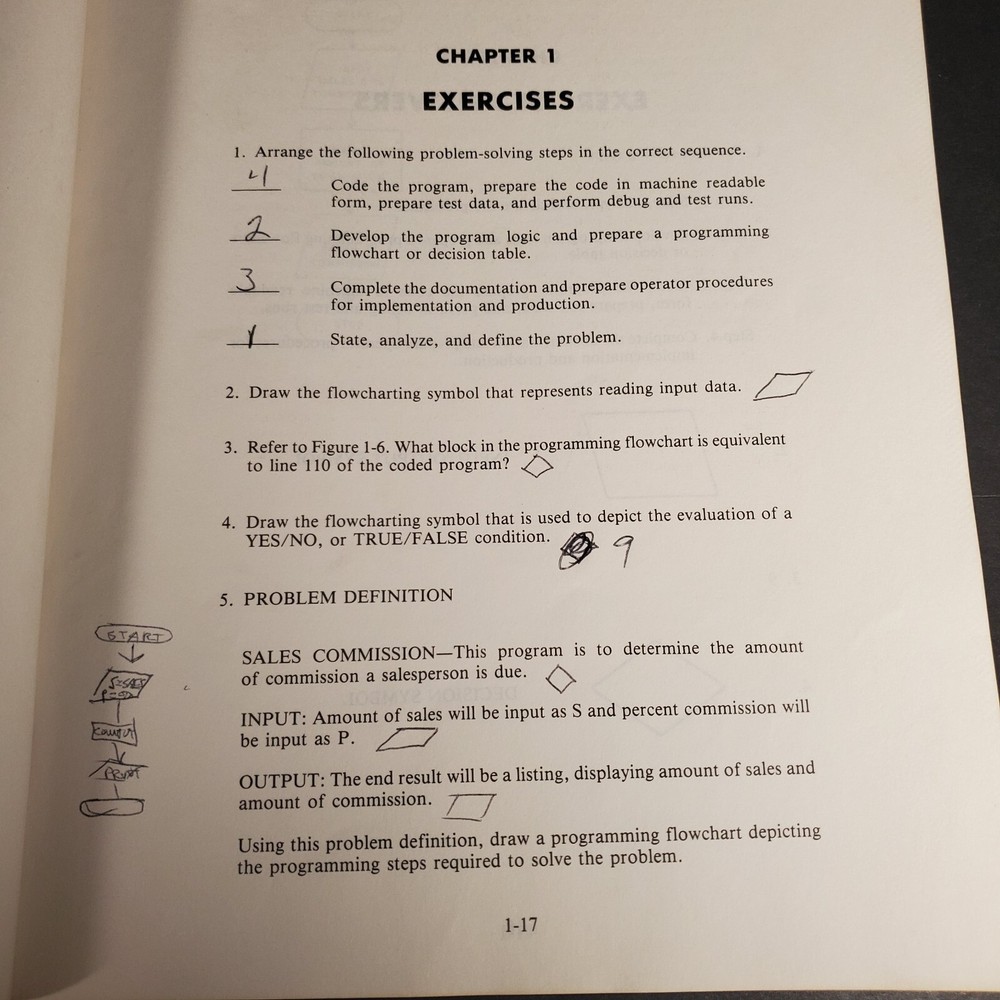 CHAPTER 1
EXERCISES
1. Arrange the following problem-solving steps in the correct sequence.
4 Code the program, prepare the code in machine readable
form, prepare test data, and perform debug and test runs.
2 Develop the program logic and prepare a programming
flowchart or decision table.
3 Complete the documentation and prepare operator procedures
for implementation and production.
1 State, analyze, and define the problem.
2. Draw the flowcharting symbol that represents reading input data.
3. Refer to Figure 1-6. What block in the programming flowchart is equivalent
to line 110 of the coded program?
4. Draw the flowcharting symbol that is used to depict the evaluation of a
YES/NO, or TRUE/FALSE condition.
9
5. PROBLEM DEFINITION
SALES COMMISSION—This program is to determine the amount
of commission a salesperson is due.
INPUT: Amount of sales will be input as S and percent commission will
be input as P.
OUTPUT: The end result will be a listing, displaying amount of sales and
amount of commission.
Using this problem definition, draw a programming flowchart depicting
the programming steps required to solve the problem.
START
S=SALES
PRINT
1-17